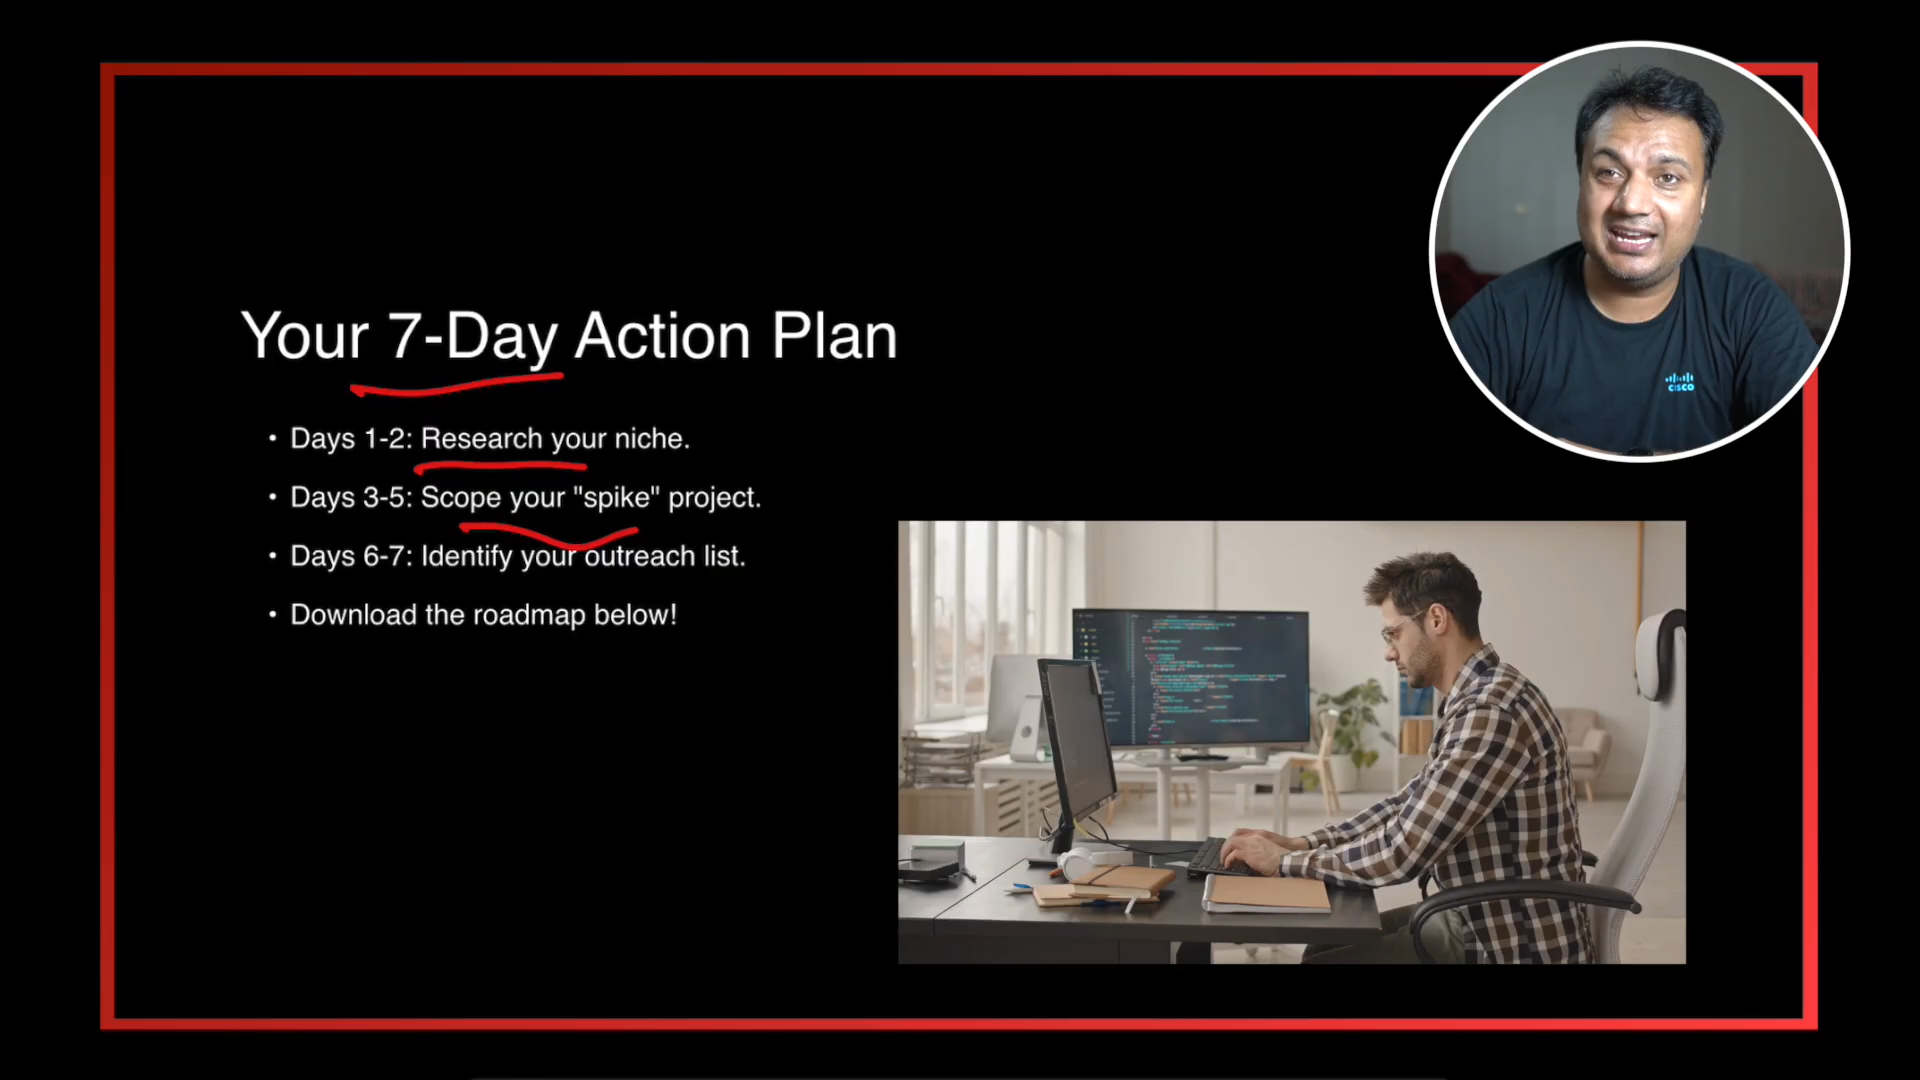 Your 7-Day Action Plan
• Days 1-2: Research your niche.
• Days 3-5: Scope your "spike" project.
• Days 6-7: Identify your outreach list.
• Download the roadmap below!
CISCO